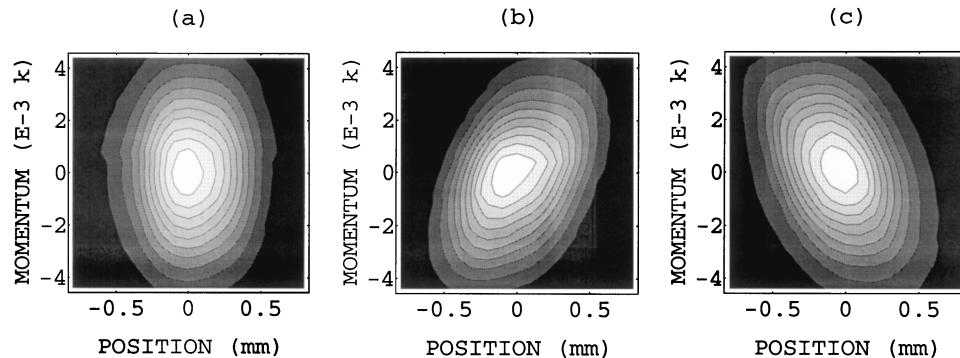 (a) (b) (c)
MOMENTUM (E-3 k) 4 2 0 -2 -4
MOMENTUM (E-3 k) 4 2 0 -2 -4
MOMENTUM (E-3 k) 4 2 0 -2 -4
-0.5 0 0.5 -0.5 0 0.5 -0.5 0 0.5
POSITION (mm) POSITION (mm) POSITION (mm)